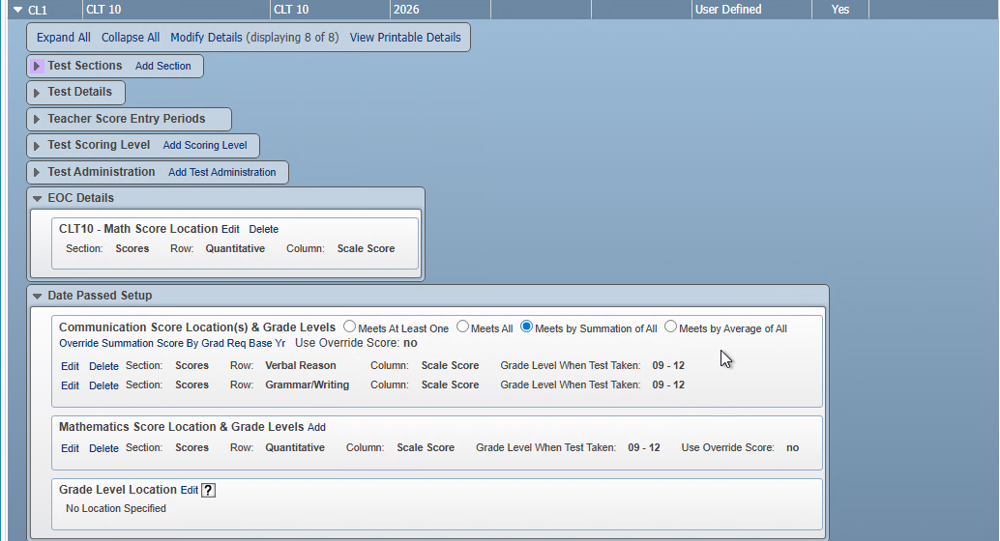 CL1 CLT 10 CLT 10 2026 User Defined Yes
Expand All Collapse All Modify Details (displaying 8 of 8) View Printable Details
Test Sections Add Section
Test Details
Teacher Score Entry Periods
Test Scoring Level Add Scoring Level
Test Administration Add Test Administration
EOC Details
CLT10 - Math Score Location Edit Delete
Section: Scores Row: Quantitative Column: Scale Score
Date Passed Setup
Communication Score Location(s) & Grade Levels Meets At Least One Meets All Meets by Summation of All Meets by Average of All
Override Summation Score By Grad Req Base Yr Use Override Score: no
Edit Delete Section: Scores Row: Verbal Reason Column: Scale Score Grade Level When Test Taken: 09 - 12
Edit Delete Section: Scores Row: Grammar/Writing Column: Scale Score Grade Level When Test Taken: 09 - 12
Mathematics Score Location & Grade Levels Add
Edit Delete Section: Scores Row: Quantitative Column: Scale Score Grade Level When Test Taken: 09 - 12 Use Override Score: no
Grade Level Location Edit ?
No Location Specified